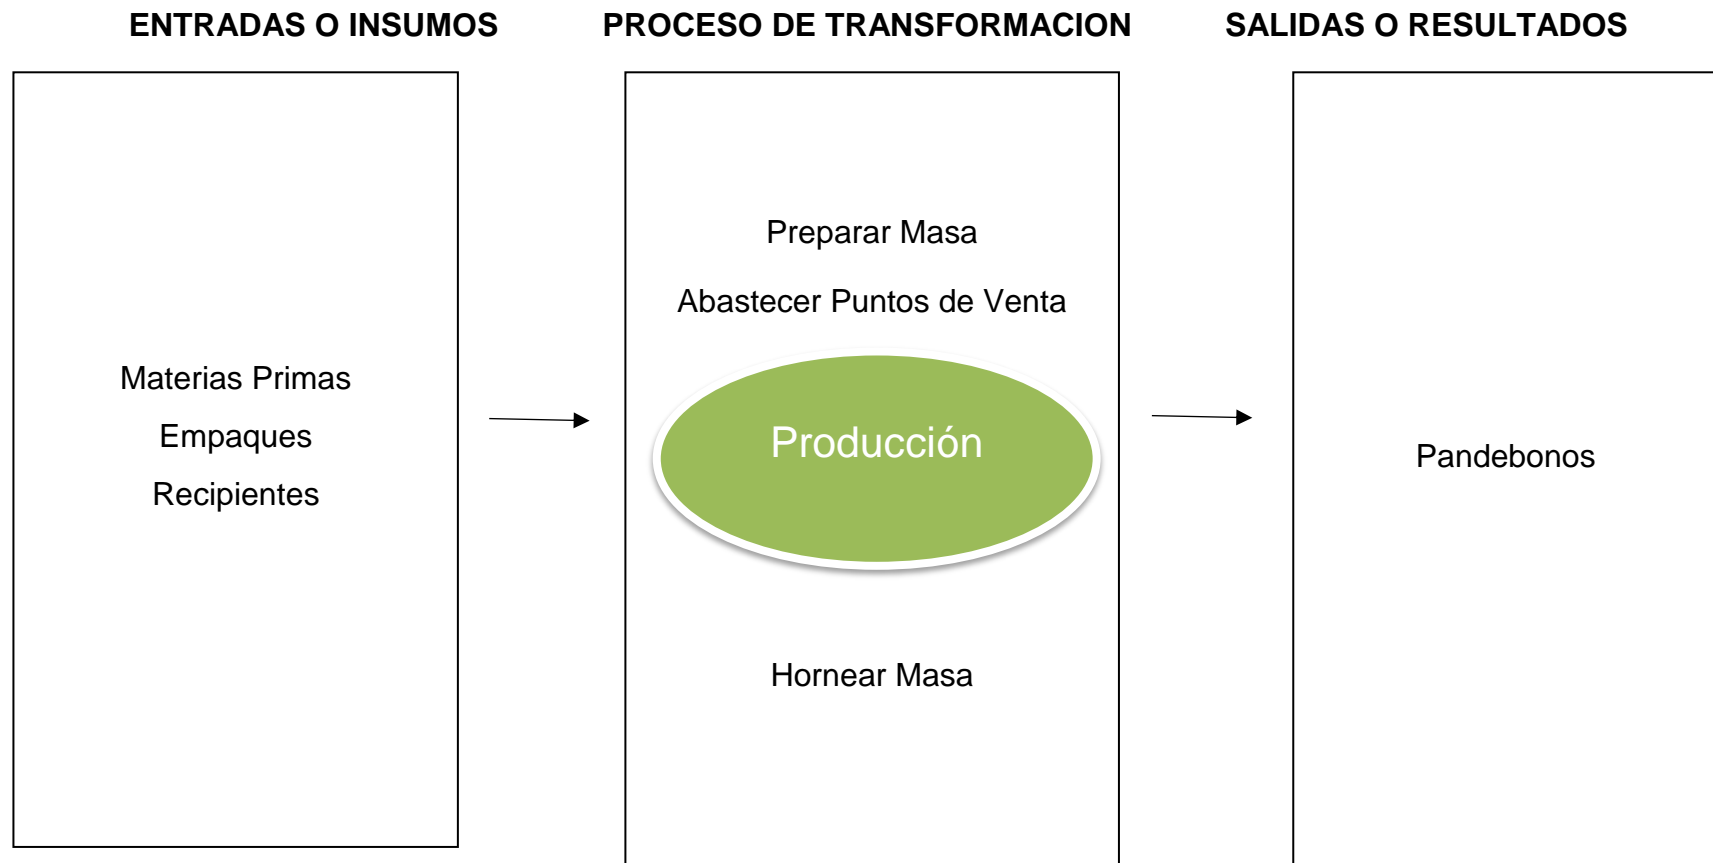 ENTRADAS O INSUMOS
PROCESO DE TRANSFORMACION
SALIDAS O RESULTADOS
Materias Primas
Empaques
Recipientes
Preparar Masa
Abastecer Puntos de Venta
Producción
Hornear Masa
Pandebonos